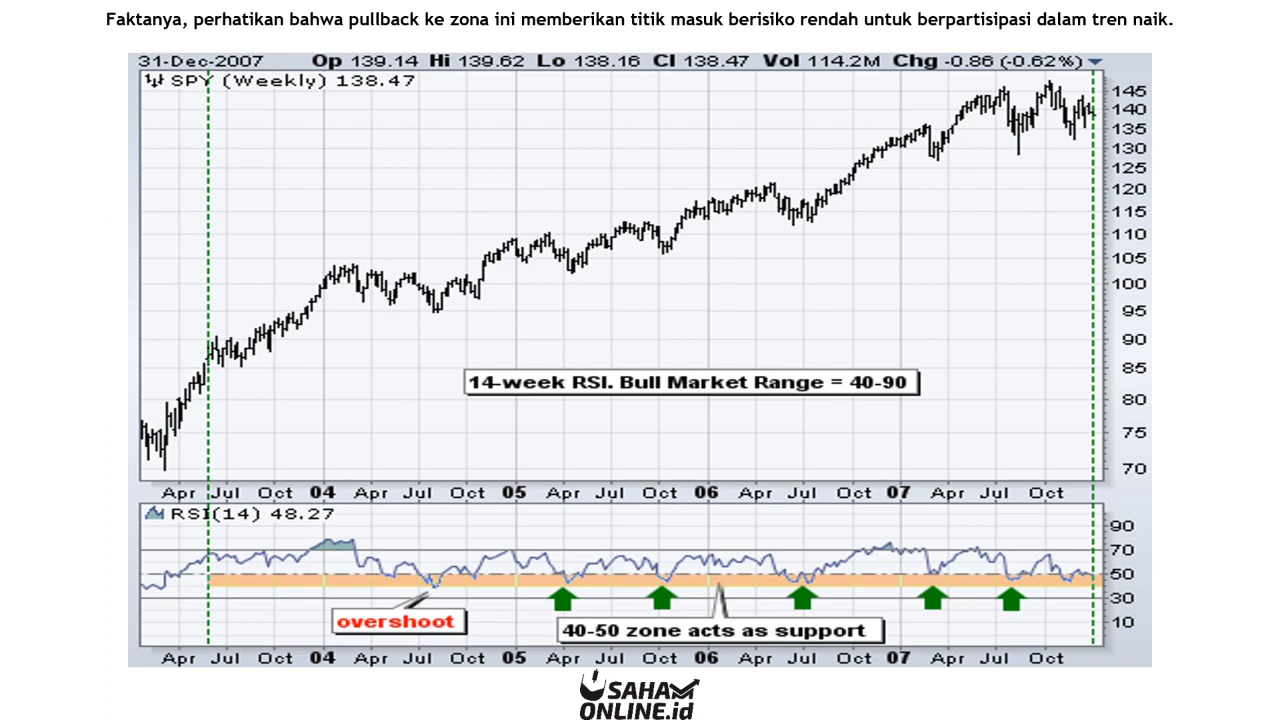 Faktanya, perhatikan bahwa pullback ke zona ini memberikan titik masuk berisiko rendah untuk berpartisipasi dalam tren naik.
31-Dec-2007 Op 139.14 Hi 139.62 Lo 138.16 Cl 138.47 Vol 114.2M Chg -0.86 (-0.62%)
SPY (Weekly) 138.47
145
140
135
130
125
120
115
110
105
100
95
90
85
80
75
70
14-week RSI. Bull Market Range = 40-90
Apr Jul Oct 04 Apr Jul Oct 05 Apr Jul Oct 06 Apr Jul Oct 07 Apr Jul Oct
RSI(14) 48.27
90
70
50
30
10
overshoot
40-50 zone acts as support
Apr Jul Oct 04 Apr Jul Oct 05 Apr Jul Oct 06 Apr Jul Oct 07 Apr Jul Oct
SAHAM
ONLINE.id